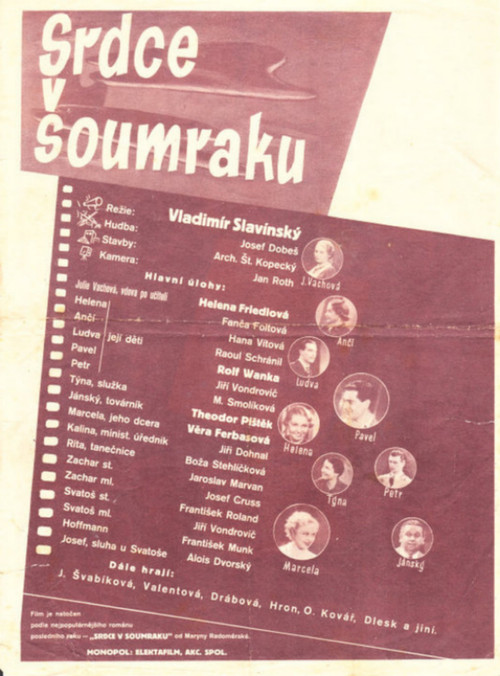 Srdce
v
soumraku
Režie: Vladimír Slavínský
Hudba: Josef Dobeš
Stavby: Arch. Št. Kopecký
Kamera: Jan Roth
J. Vachová
Hlavní úlohy:
Julie Vachová, vdova po učiteli Helena Friedlová
Helena Fanča Foltová
Ančí Hana Vítová
Ludva Raoul Schránil
Pavel Rolf Wanka
Petr Jiří Vondrovič
její děti
Týna, služka M. Smolíková
Jánský, továrník Theodor Pištěk
Marcela, jeho dcera Věra Ferbasová
Kalina, minist. úředník Jiří Dohnal
Rita, tanečnice Boža Stehlíčková
Zachar st. Jaroslav Marvan
Zachar ml. Josef Gruss
Svatoš st. František Roland
Svatoš ml. Jiří Vondrovič
Hoffmann František Munk
Josef, sluha u Svatoše Alois Dvorský
Ančí
Ludva
Pavel
Helena
Týna
Petr
Marcela
Jánský
Dále hrají:
J. Švabíková, Valentová, Drábová, Hron, O. Kovář, Dlesk a jiní.
Film je natočen
podle nejpopulárnějšího románu
posledního roku — „SRDCE V SOUMRAKU" od Maryny Radoměrské.
MONOPOL: ELEKTAFILM, AKC. SPOL.